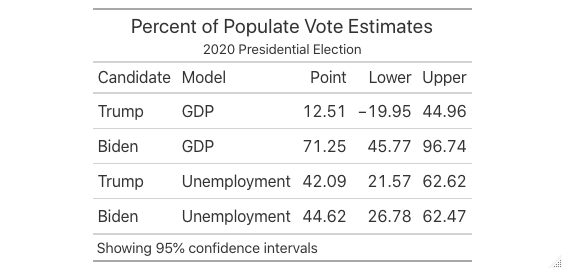 Percent of Populate Vote Estimates
2020 Presidential Election
Candidate Model Point Lower Upper
Trump GDP 12.51 −19.95 44.96
Biden GDP 71.25 45.77 96.74
Trump Unemployment 42.09 21.57 62.62
Biden Unemployment 44.62 26.78 62.47
Showing 95% confidence intervals